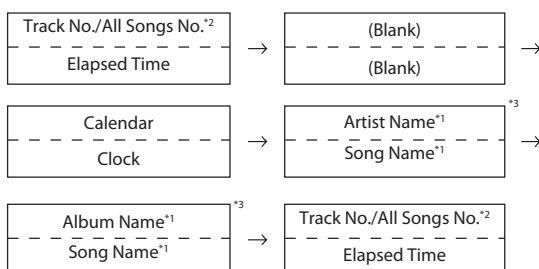 Track No./All Songs No.*2
Elapsed Time
→
(Blank)
(Blank)
→
Calendar
Clock
→
Artist Name*1
Song Name*1
*3
→
Album Name*1
Song Name*1
*3
→
Track No./All Songs No.*2
Elapsed Time